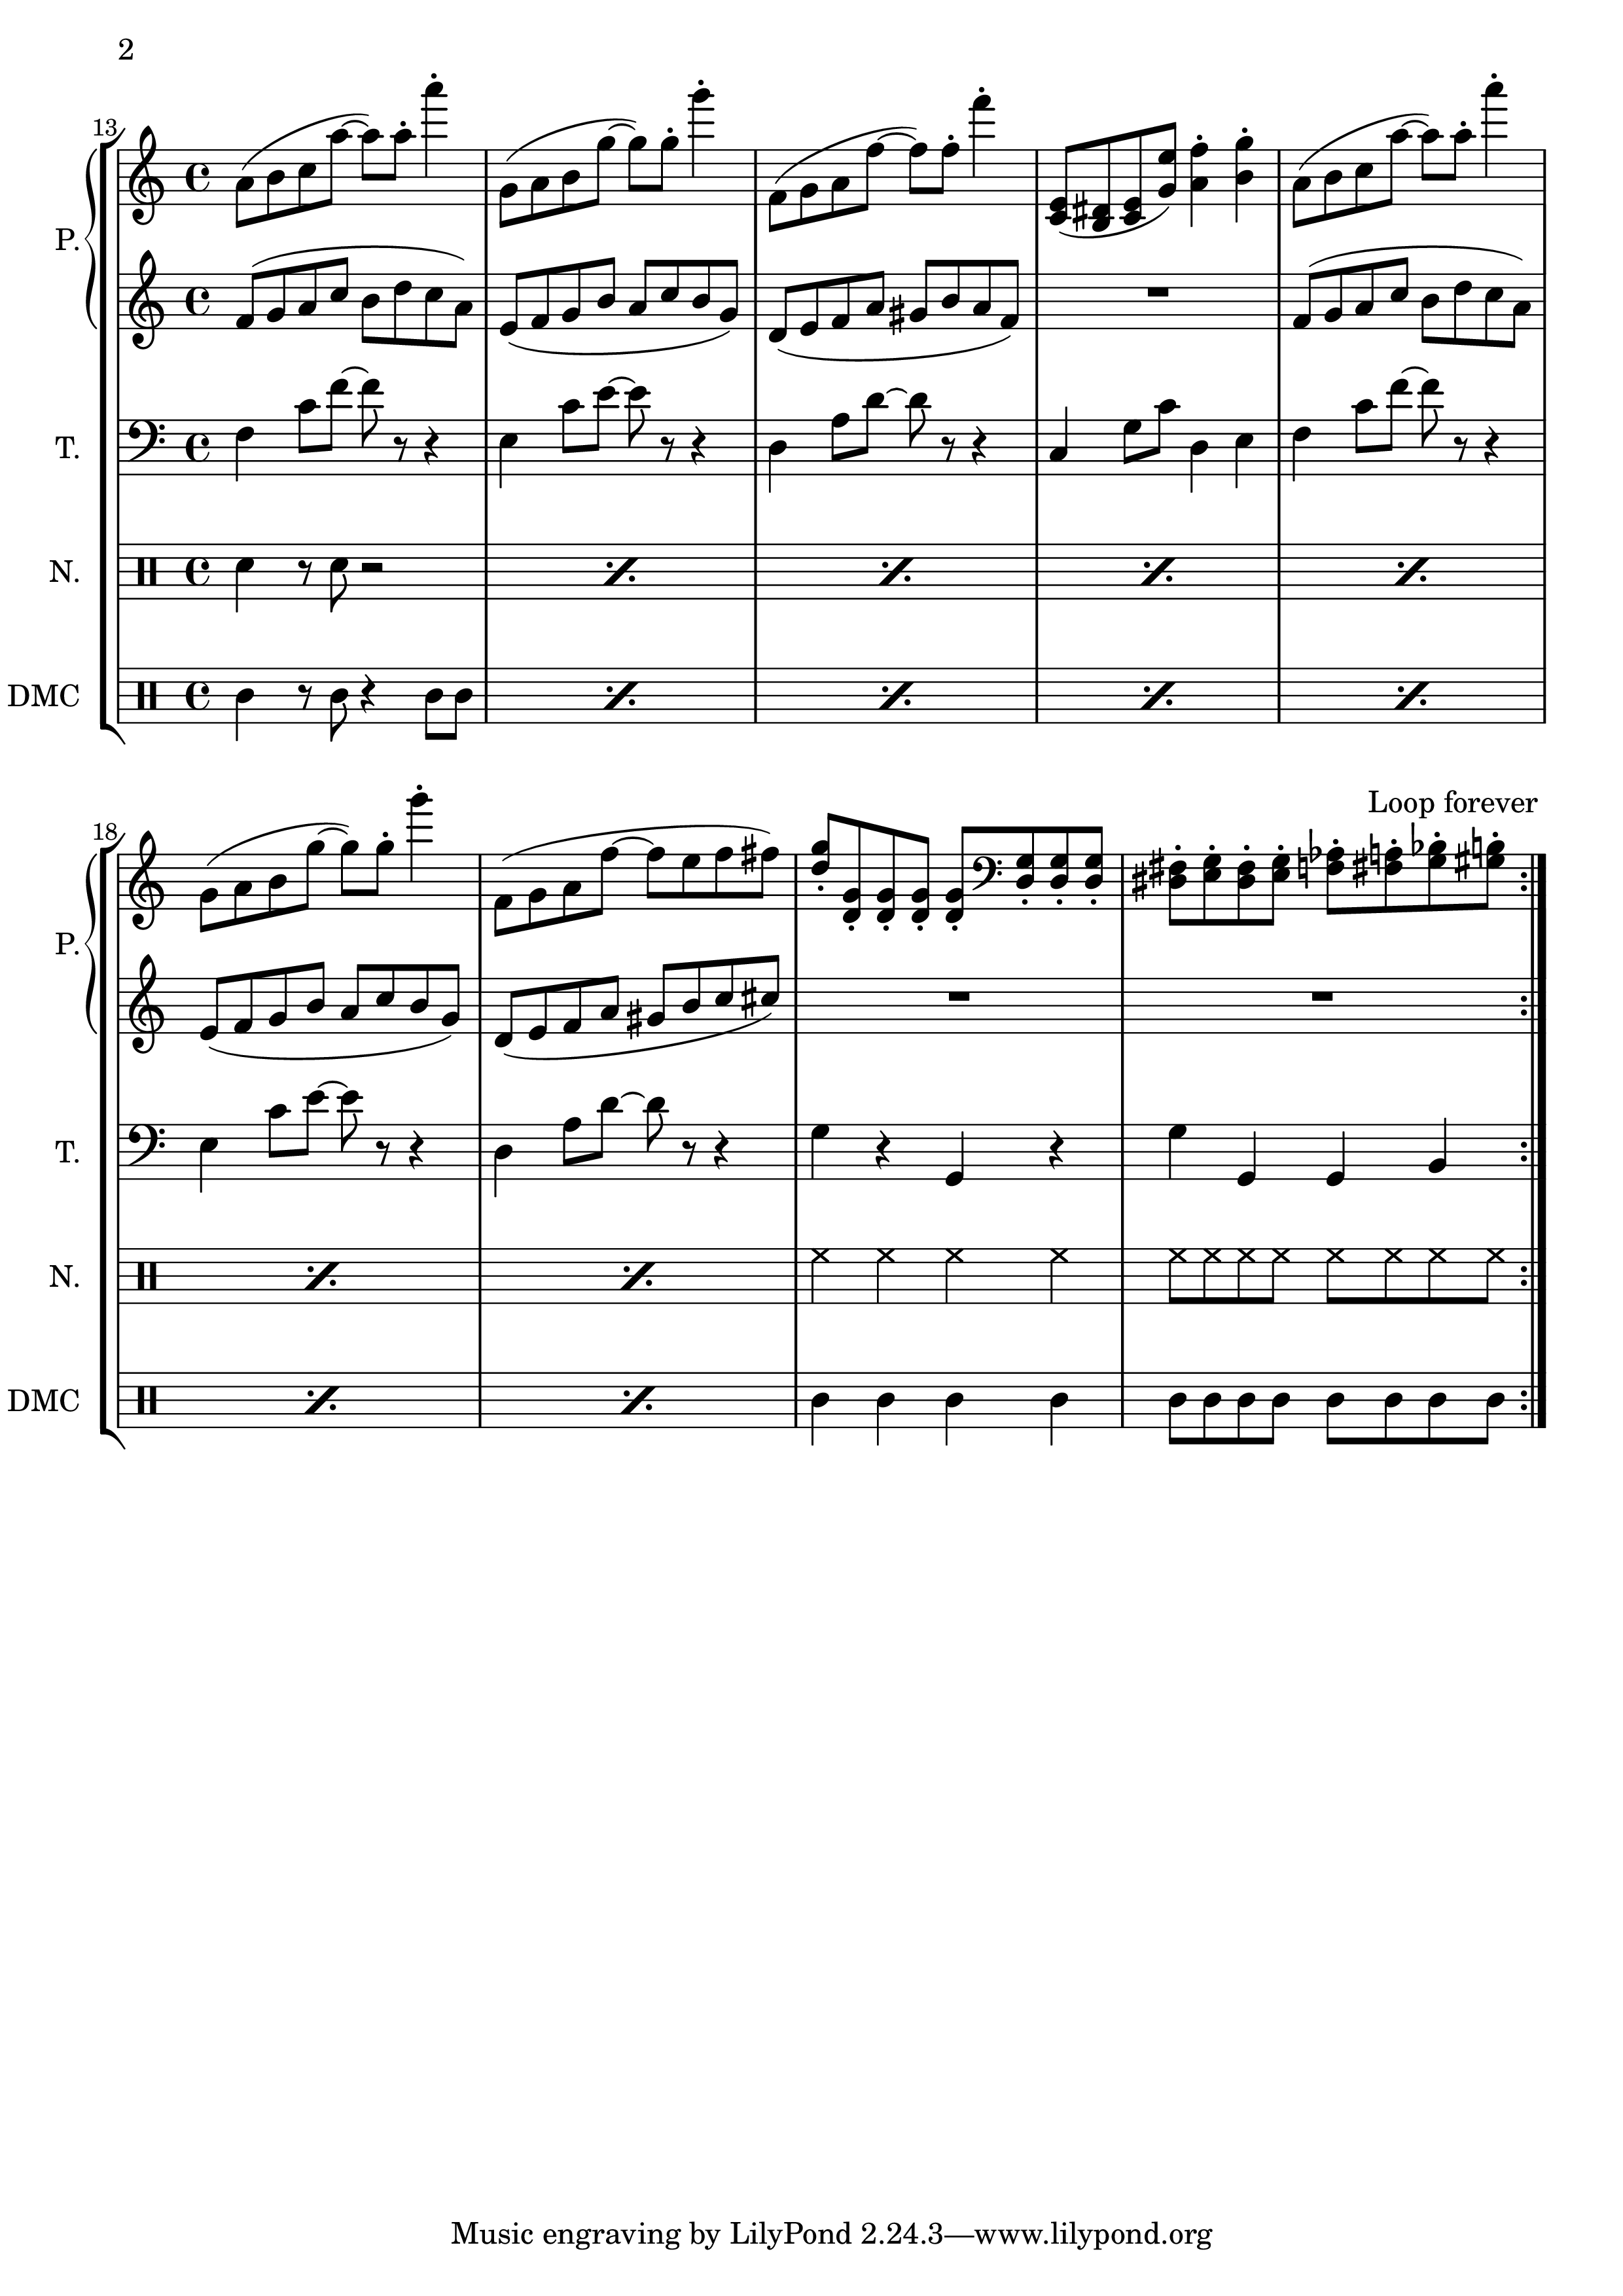 2
13
P.
T.
N.
DMC
Loop forever
18
P.
T.
N.
DMC
Music engraving by LilyPond 2.24.3—www.lilypond.org